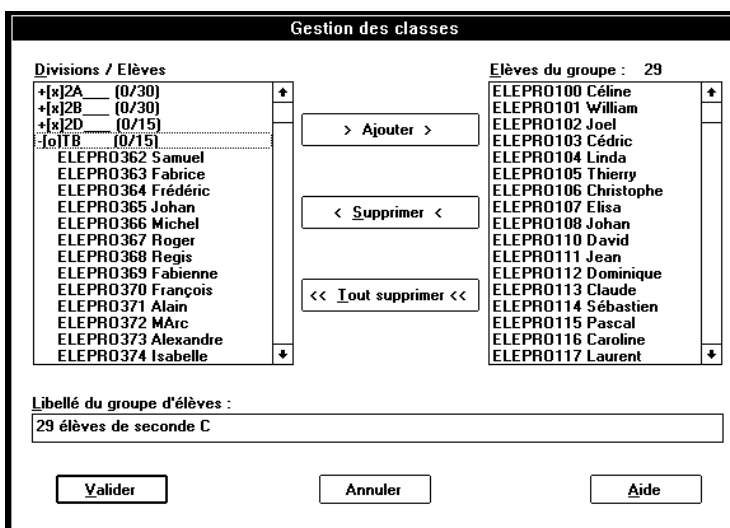 Gestion des classes
Divisions / Elèves
+[x]2A___ (0/30)
+[x]2B___ (0/30)
+[x]2D___ (0/15)
-[o]TB___ (0/15)
ELEPRO362 Samuel
ELEPRO363 Fabrice
ELEPRO364 Frédéric
ELEPRO365 Johan
ELEPRO366 Michel
ELEPRO367 Roger
ELEPRO368 Regis
ELEPRO369 Fabienne
ELEPRO370 François
ELEPRO371 Alain
ELEPRO372 MArc
ELEPRO373 Alexandre
ELEPRO374 Isabelle
> Ajouter >
< Supprimer <
<< Tout supprimer <<
Elèves du groupe : 29
ELEPRO100 Céline
ELEPRO101 William
ELEPRO102 Joel
ELEPRO103 Cédric
ELEPRO104 Linda
ELEPRO105 Thierry
ELEPRO106 Christophe
ELEPRO107 Elisa
ELEPRO108 Johan
ELEPRO110 David
ELEPRO111 Jean
ELEPRO112 Dominique
ELEPRO113 Claude
ELEPRO114 Sébastien
ELEPRO115 Pascal
ELEPRO116 Caroline
ELEPRO117 Laurent
Libellé du groupe d'élèves :
29 élèves de seconde C
Valider
Annuler
Aide